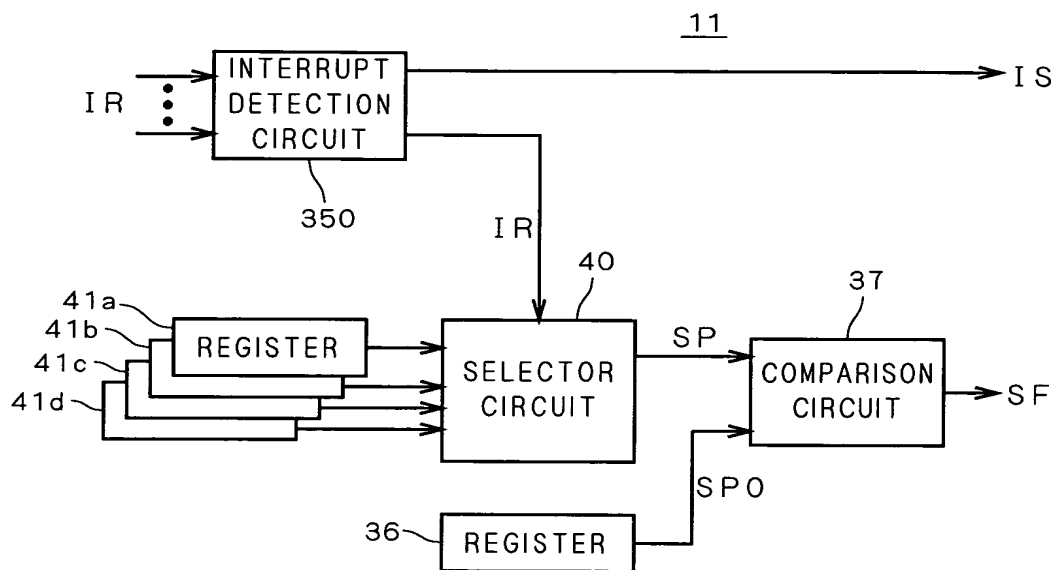 11
INTERRUPT
DETECTION
CIRCUIT
IR
IS
350
IR
40
37
41a
41b
41c
41d
REGISTER
SELECTOR
CIRCUIT
SP
COMPARISON
CIRCUIT
SF
SP0
36
REGISTER